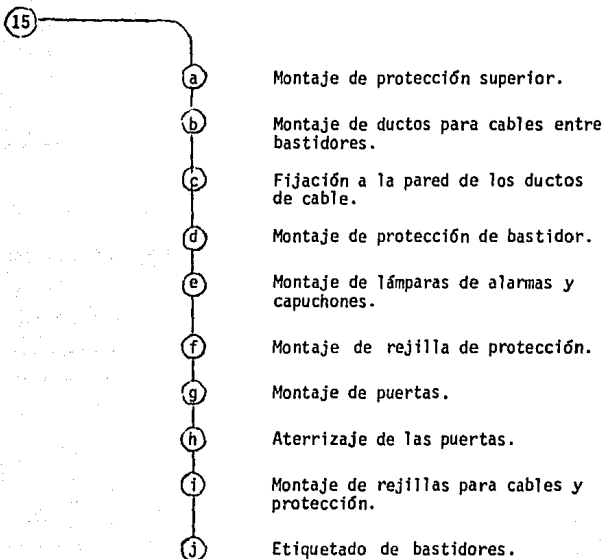 15
a Montaje de protección superior.
b Montaje de ductos para cables entre
bastidores.
c Fijación a la pared de los ductos
de cable.
d Montaje de protección de bastidor.
e Montaje de lámparas de alarmas y
capuchones.
f Montaje de rejilla de protección.
g Montaje de puertas.
h Aterrizaje de las puertas.
i Montaje de rejillas para cables y
protección.
j Etiquetado de bastidores.